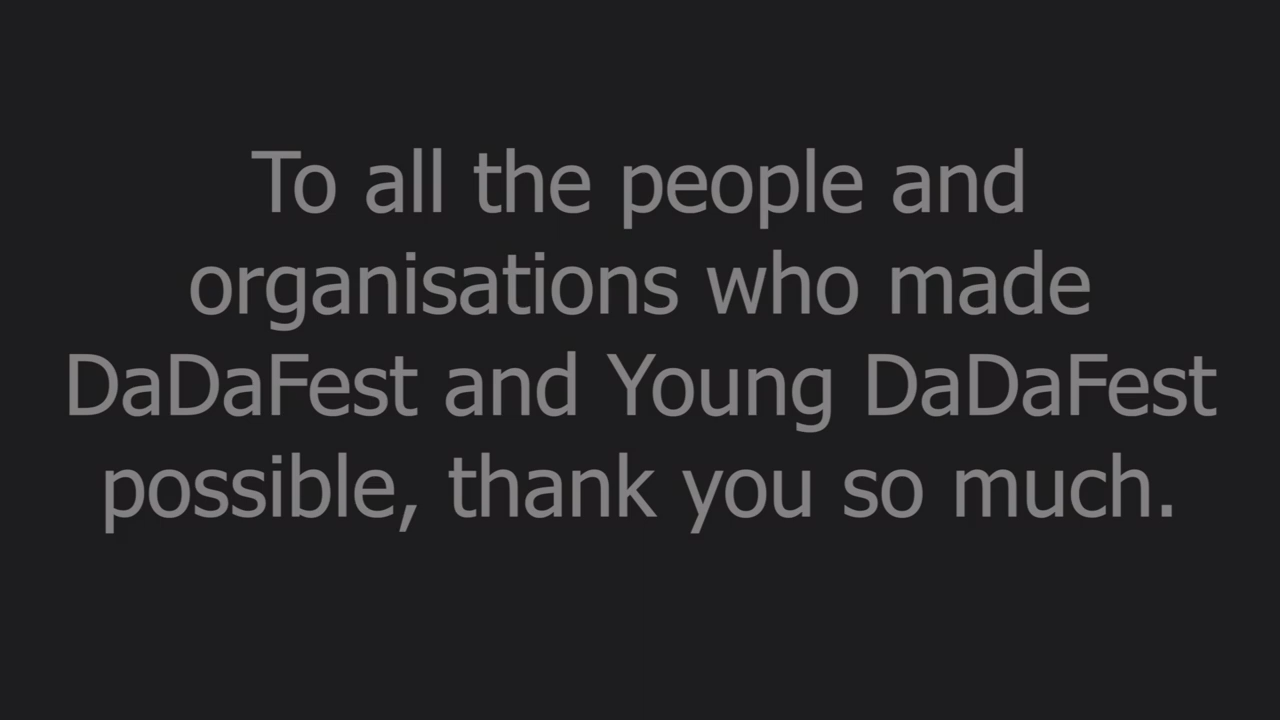 To all the people and
organisations who made
DaDaFest and Young DaDaFest
possible, thank you so much.